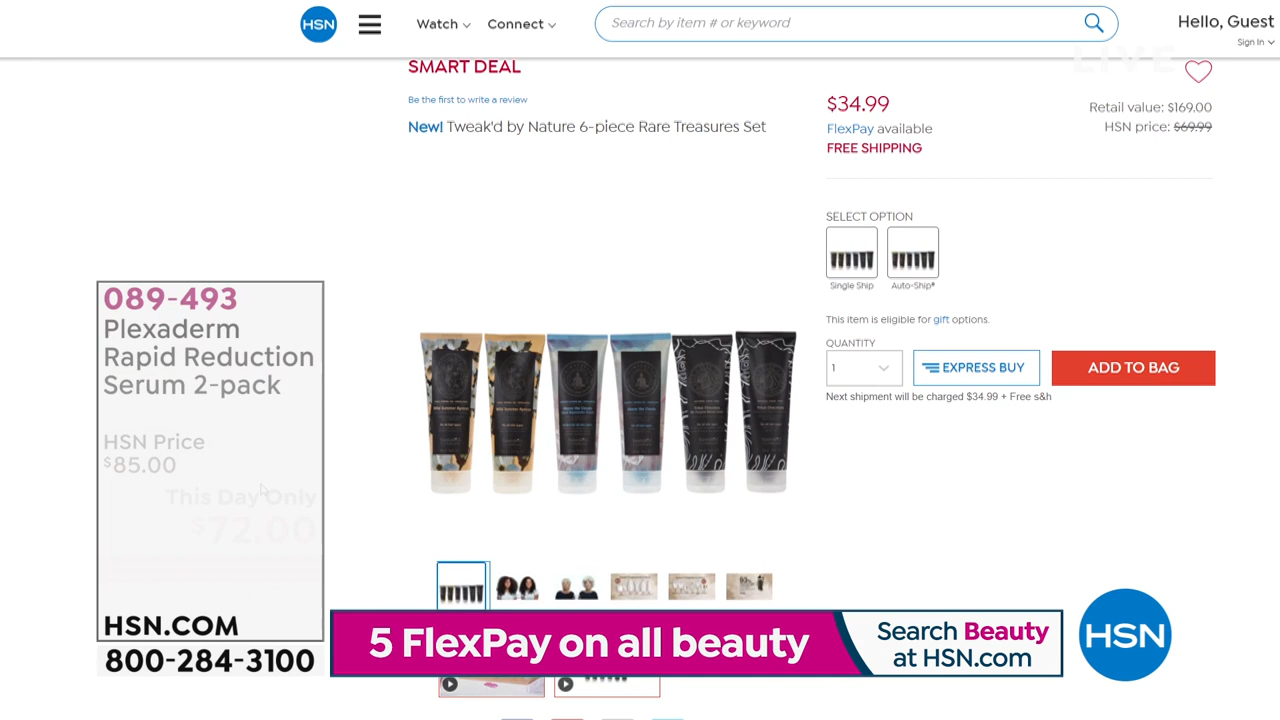 HSN
Watch
Connect
Search by item # or keyword
Hello, Guest
Sign In
LIVE
SMART DEAL
Be the first to write a review
New! Tweak'd by Nature 6-piece Rare Treasures Set
$34.99
FlexPay available
FREE SHIPPING
Retail value: $169.00
HSN price: $69.99
SELECT OPTION
Single Ship
Auto-Ship®
This item is eligible for gift options.
QUANTITY
1
EXPRESS BUY
ADD TO BAG
Next shipment will be charged $34.99 + Free s&h
089-493
Plexaderm
Rapid Reduction
Serum 2-pack
HSN Price
$85.00
This Day Only
$72.00
HSN.COM
800-284-3100
5 FlexPay on all beauty
Search Beauty
at HSN.com
HSN